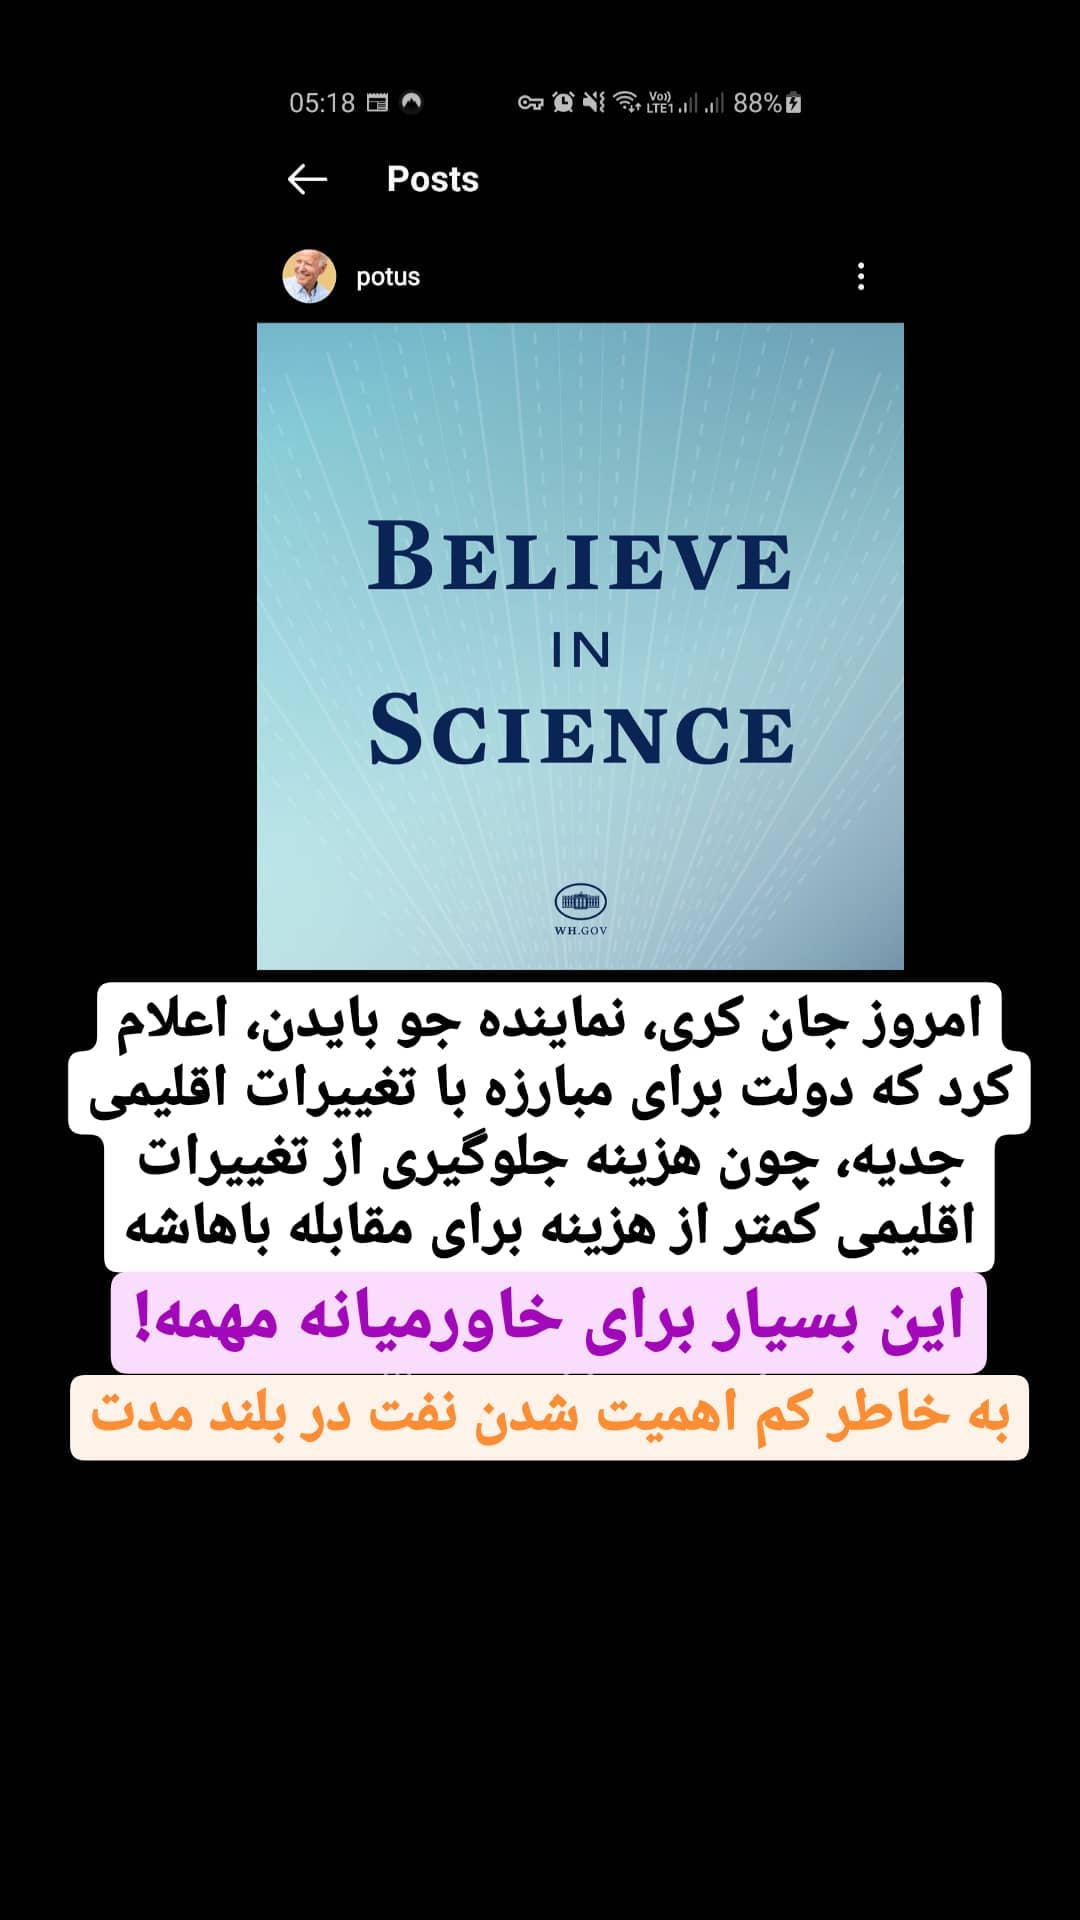 05:18
Vo))
LTE1
88%
Posts
potus
BELIEVE
IN
SCIENCE
WH.GOV
امروز جان کری، نماینده جو بایدن، اعلام
کرد که دولت برای مبارزه با تغییرات اقلیمی
جدیه، چون هزینه جلوگیری از تغییرات
اقلیمی کمتر از هزینه برای مقابله باهاشه
این بسیار برای خاورمیانه مهمه!
به خاطر کم اهمیت شدن نفت در بلند مدت